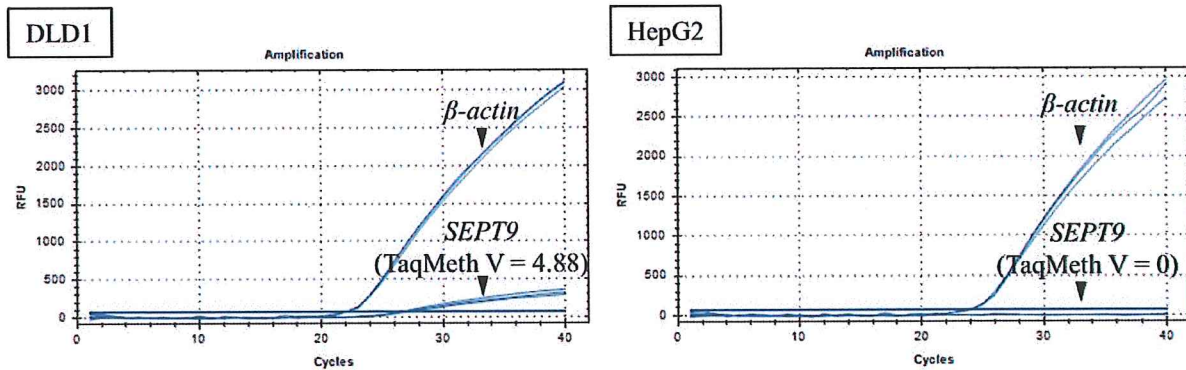 DLD1
Amplification
3000
2500
2000
1500
1000
500
0
RFU
β-actin
SEPT9
(TaqMeth V = 4.88)
0
10
20
30
40
Cycles
HepG2
Amplification
3000
2500
2000
1500
1000
500
0
RFU
β-actin
SEPT9
(TaqMeth V = 0)
0
10
20
30
40
Cycles